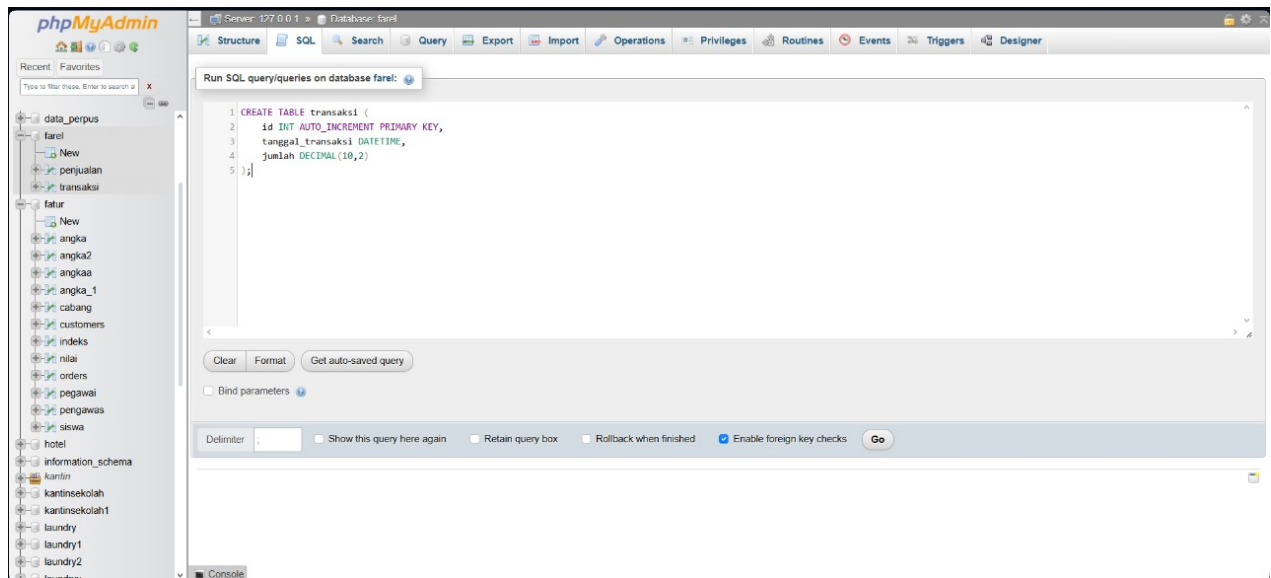 phpMyAdmin
Recent Favorites
Type to filter these, Enter to search a X
data_perpus
farel
New
penjualan
transaksi
fatur
New
angka
angka2
angkaa
angka_1
cabang
customers
indeks
nilai
orders
pegawai
pengawas
siswa
hotel
information_schema
kantin
kantinsekolah
kantinsekolah1
laundry
laundry1
laundry2
Server: 127.0.0.1 » Database: farel
Structure SQL Search Query Export Import Operations Privileges Routines Events Triggers Designer
Run SQL query/queries on database farel:
1 CREATE TABLE transaksi (
2 id INT AUTO_INCREMENT PRIMARY KEY,
3 tanggal_transaksi DATETIME,
4 jumlah DECIMAL(10,2)
5 );
Clear Format Get auto-saved query
Bind parameters
Delimiter ; Show this query here again Retain query box Rollback when finished Enable foreign key checks Go
Console